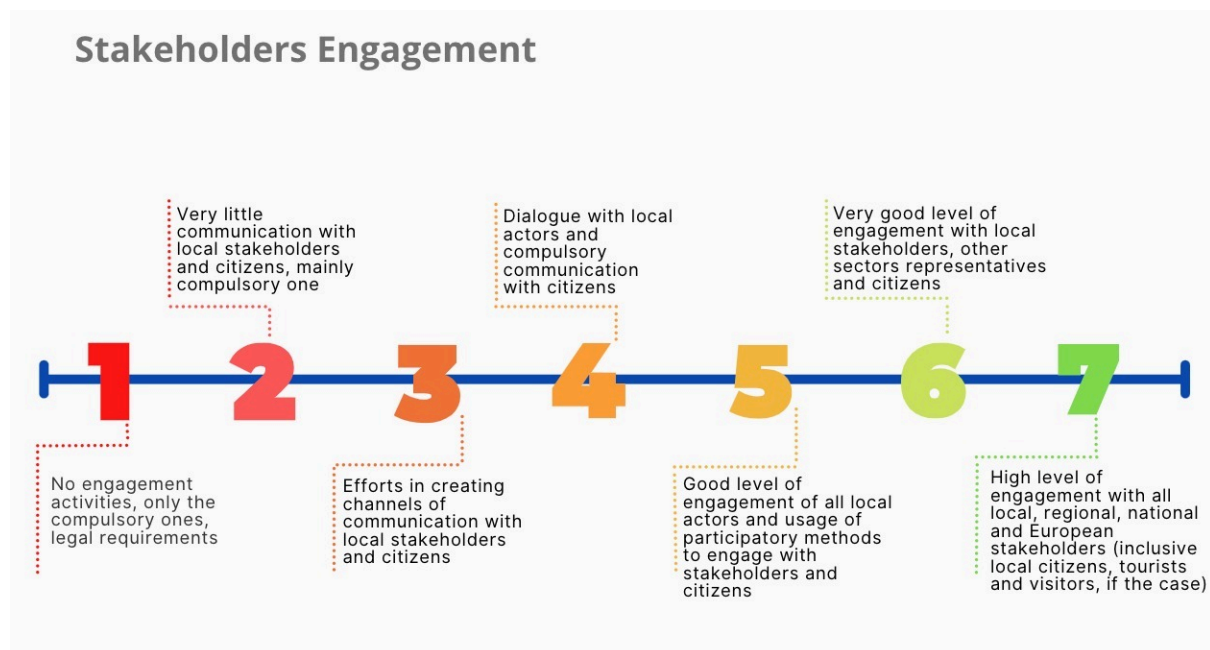 Stakeholders Engagement
Very little
communication with
local stakeholders
and citizens, mainly
compulsory one
Dialogue with local
actors and
compulsory
communication
with citizens
Very good level of
engagement with local
stakeholders, other
sectors representatives
and citizens
1
2
3
4
5
6
7
No engagement
activities, only the
compulsory ones,
legal requirements
Efforts in creating
channels of
communication with
local stakeholders
and citizens
Good level of
engagement of all local
actors and usage of
participatory methods
to engage with
stakeholders and
citizens
High level of
engagement with all
local, regional, national
and European
stakeholders (inclusive
local citizens, tourists
and visitors, if the case)